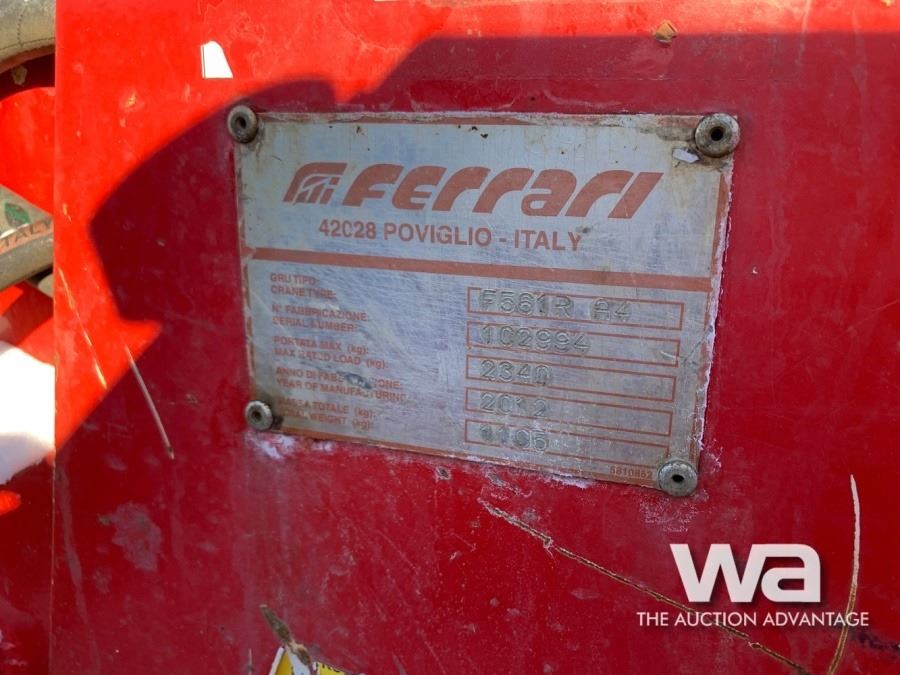 Ferrari
42028 POVIGLIO - ITALY
GRU TIPO:
CRANE TYPE: F561R A4
N° FABBRICAZIONE:
SERIAL NUMBER: 102994
PORTATA MAX (kg):
MAX RATED LOAD (kg): 2340
ANNO DI FABBRICAZIONE:
YEAR OF MANUFACTURING: 2012
MASSA TOTALE (kg):
WEIGHT (kg): 1105
5810862
ITALY
wa
THE AUCTION ADVANTAGE